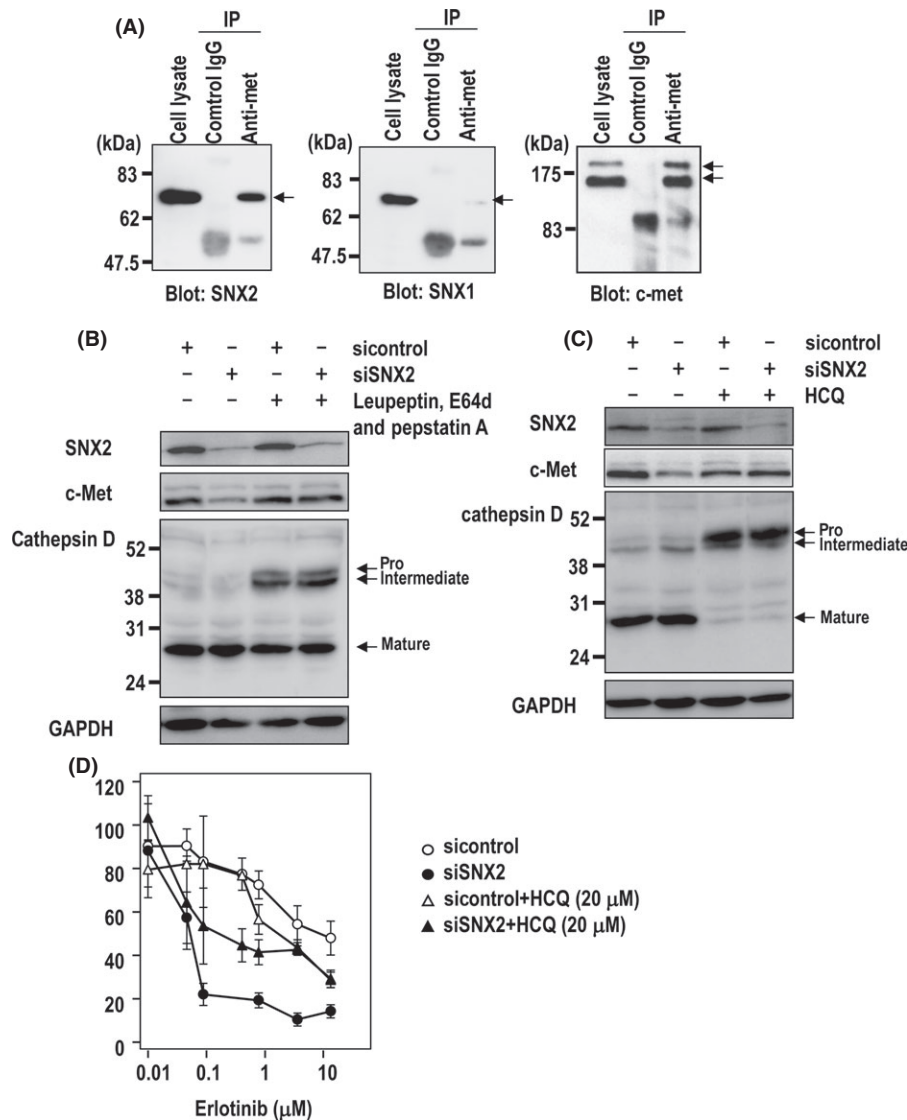 (A)
IP
Cell lysate
Comtrol IgG
Anti-met
(kDa)
83
62
47.5
Blot: SNX2
IP
Cell lysate
Comtrol IgG
Anti-met
(kDa)
83
62
47.5
Blot: SNX1
IP
Cell lysate
Comtrol IgG
Anti-met
(kDa)
175
83
Blot: c-met
(B)
+ – + – sicontrol
– + – + siSNX2
– – + + Leupeptin, E64d
and pepstatin A
SNX2
c-Met
Cathepsin D
52
38
31
24
Pro
Intermediate
Mature
GAPDH
(C)
+ – + – sicontrol
– + – + siSNX2
– – + + HCQ
SNX2
c-Met
cathepsin D
52
38
31
24
Pro
Intermediate
Mature
GAPDH
(D)
120
100
80
60
40
20
0
0.01 0.1 1 10
Erlotinib (μM)
sicontrol
siSNX2
sicontrol+HCQ (20 μM)
siSNX2+HCQ (20 μM)